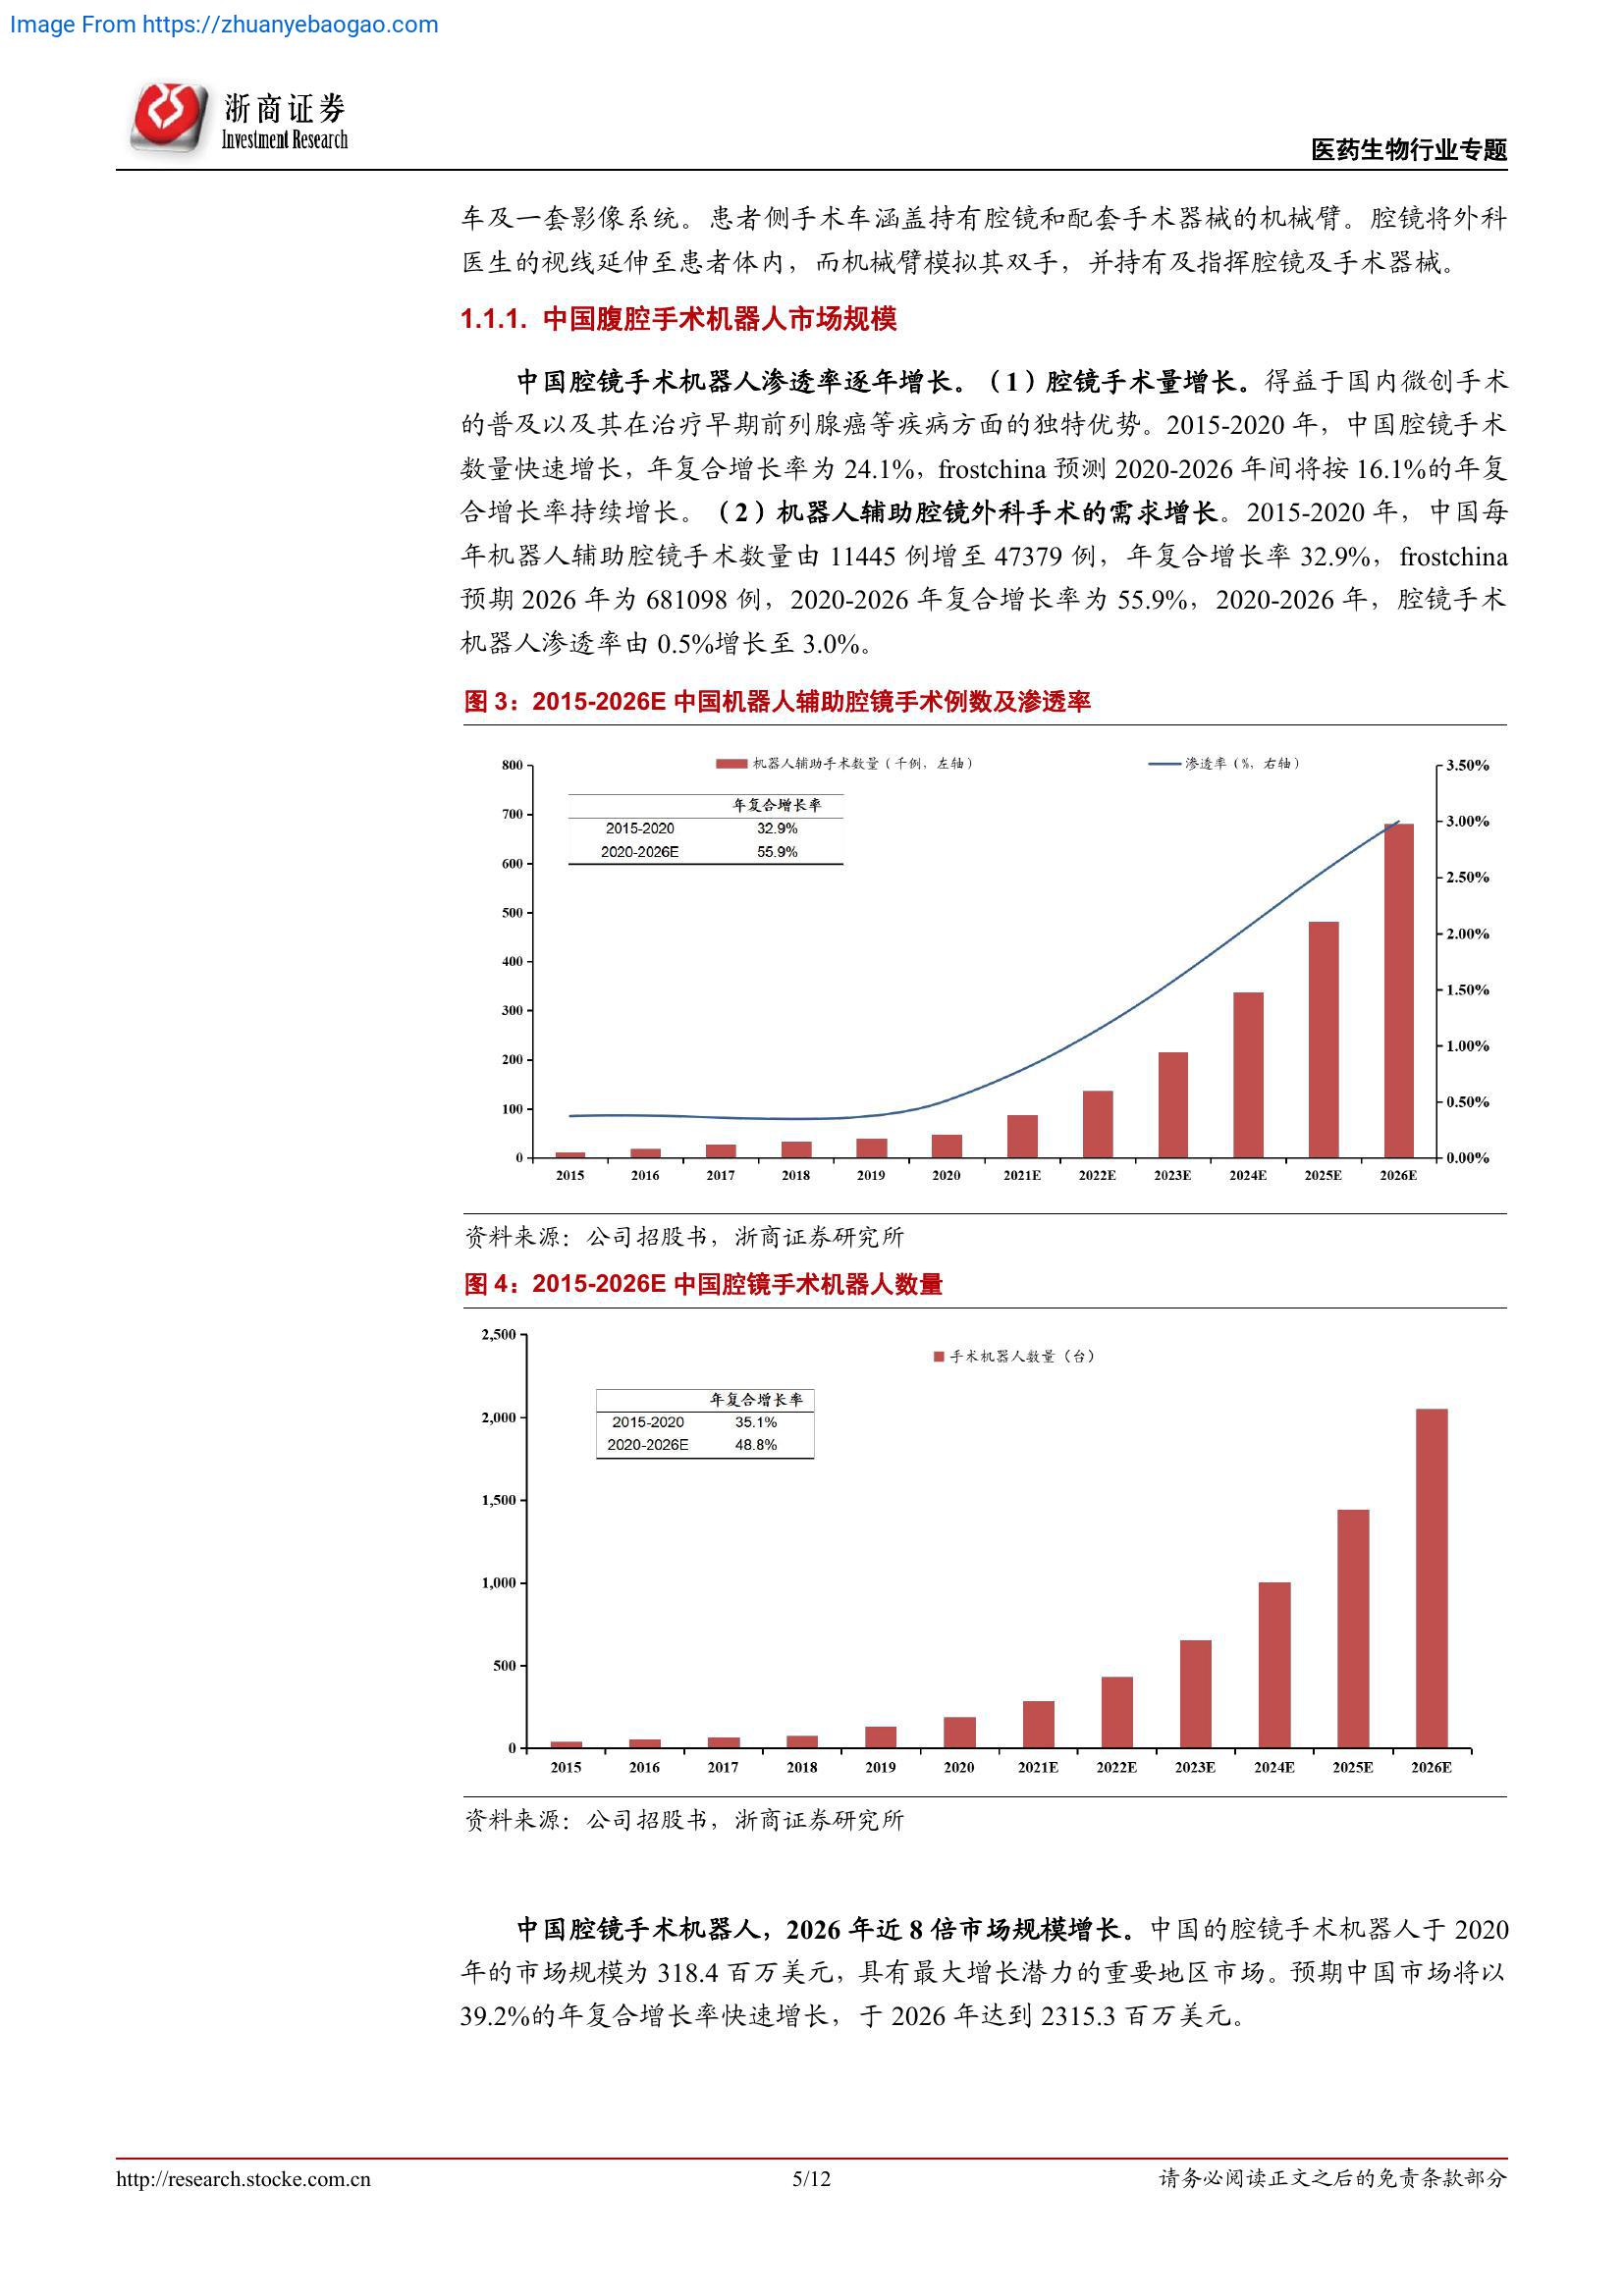 Image From https://zhuanyebaogao.com
浙商证券
Investment Research
医药生物行业专题
车及一套影像系统。患者侧手术车涵盖持有腔镜和配套手术器械的机械臂。腔镜将外科
医生的视线延伸至患者体内，而机械臂模拟其双手，并持有及指挥腔镜及手术器械。
1.1.1. 中国腹腔手术机器人市场规模
中国腔镜手术机器人渗透率逐年增长。（1）腔镜手术量增长。得益于国内微创手术
的普及以及其在治疗早期前列腺癌等疾病方面的独特优势。2015-2020 年，中国腔镜手术
数量快速增长，年复合增长率为 24.1%，frostchina 预测 2020-2026 年间将按 16.1%的年复
合增长率持续增长。（2）机器人辅助腔镜外科手术的需求增长。2015-2020 年，中国每
年机器人辅助腔镜手术数量由 11445 例增至 47379 例，年复合增长率 32.9%，frostchina
预期 2026 年为 681098 例，2020-2026 年复合增长率为 55.9%，2020-2026 年，腔镜手术
机器人渗透率由 0.5%增长至 3.0%。
图 3：2015-2026E 中国机器人辅助腔镜手术例数及渗透率
机器人辅助手术数量（千例，左轴） 渗透率（%，右轴）
800 3.50%
年复合增长率
700 3.00%
2015-2020 32.9%
2020-2026E 55.9%
600
2.50%
500
2.00%
400
1.50%
300
1.00%
200
0.50%
100
0 0.00%
2015 2016 2017 2018 2019 2020 2021E 2022E 2023E 2024E 2025E 2026E
资料来源：公司招股书，浙商证券研究所
图 4：2015-2026E 中国腔镜手术机器人数量
2,500
手术机器人数量（台）
年复合增长率
2,000
2015-2020 35.1%
2020-2026E 48.8%
1,500
1,000
500
0
2015 2016 2017 2018 2019 2020 2021E 2022E 2023E 2024E 2025E 2026E
资料来源：公司招股书，浙商证券研究所
中国腔镜手术机器人，2026 年近 8 倍市场规模增长。中国的腔镜手术机器人于 2020
年的市场规模为 318.4 百万美元，具有最大增长潜力的重要地区市场。预期中国市场将以
39.2%的年复合增长率快速增长，于 2026 年达到 2315.3 百万美元。
http://research.stocke.com.cn 5/12 请务必阅读正文之后的免责条款部分